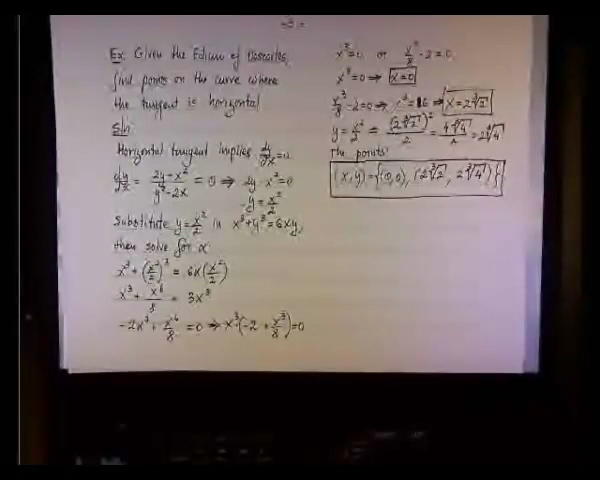 -3-
Ex: Given the Folium of Descartes,
find points on the curve where
the tangent is horizontal
Sln:
Horizontal tangent implies dy/dx = 0.
dy/dx = (2y - x²)/(y² - 2x) = 0 ⇒ 2y - x² = 0
y = x²/2
Substitute y = x²/2 in x³ + y³ = 6xy,
then solve for x
x³ + (x²/2)³ = 6x(x²/2)
x³ + x⁶/8 = 3x³
-2x³ + x⁶/8 = 0 ⇒ x³(-2 + x³/8) = 0
x³ = 0 or x³/8 - 2 = 0
x³ = 0 ⇒ x = 0
x³/8 - 2 = 0 ⇒ x³ = 16 ⇒ x = 2∛2
y = x²/2 = (2∛2)²/2 = 4∛4/2 = 2∛4
The points:
(x, y) = {(0,0), (2∛2, 2∛4)}